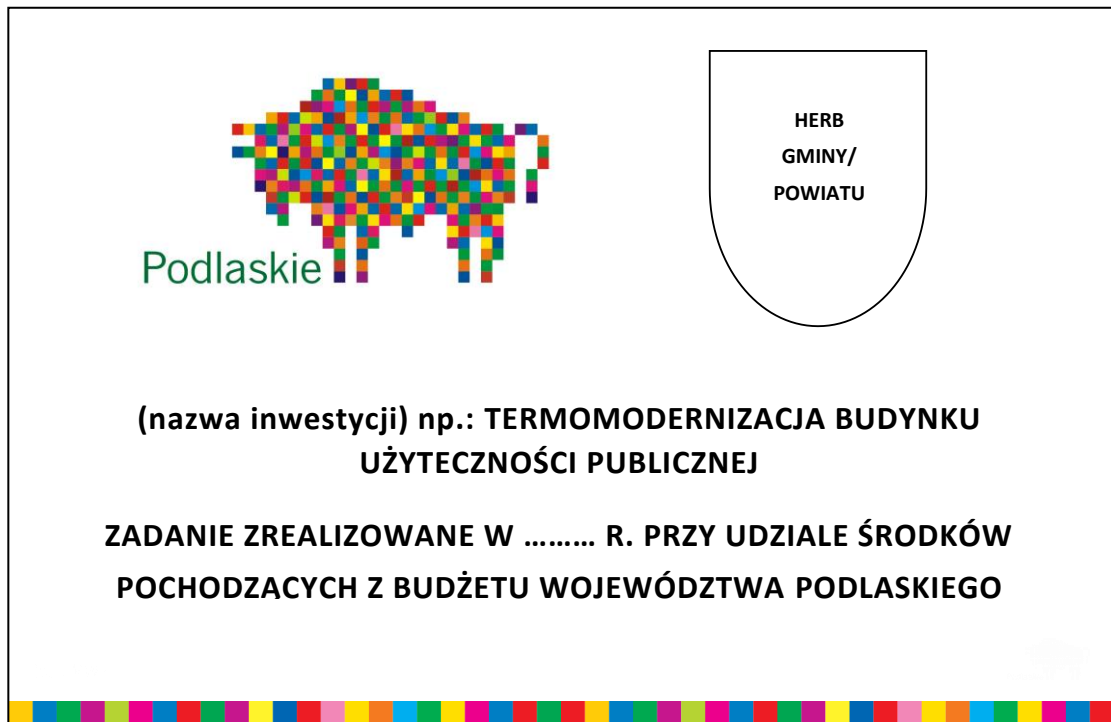 Podlaskie
HERB
GMINY/
POWIATU
(nazwa inwestycji) np.: TERMOMODERNIZACJA BUDYNKU
UŻYTECZNOŚCI PUBLICZNEJ
ZADANIE ZREALIZOWANE W ……… R. PRZY UDZIALE ŚRODKÓW
POCHODZĄCYCH Z BUDŻETU WOJEWÓDZTWA PODLASKIEGO